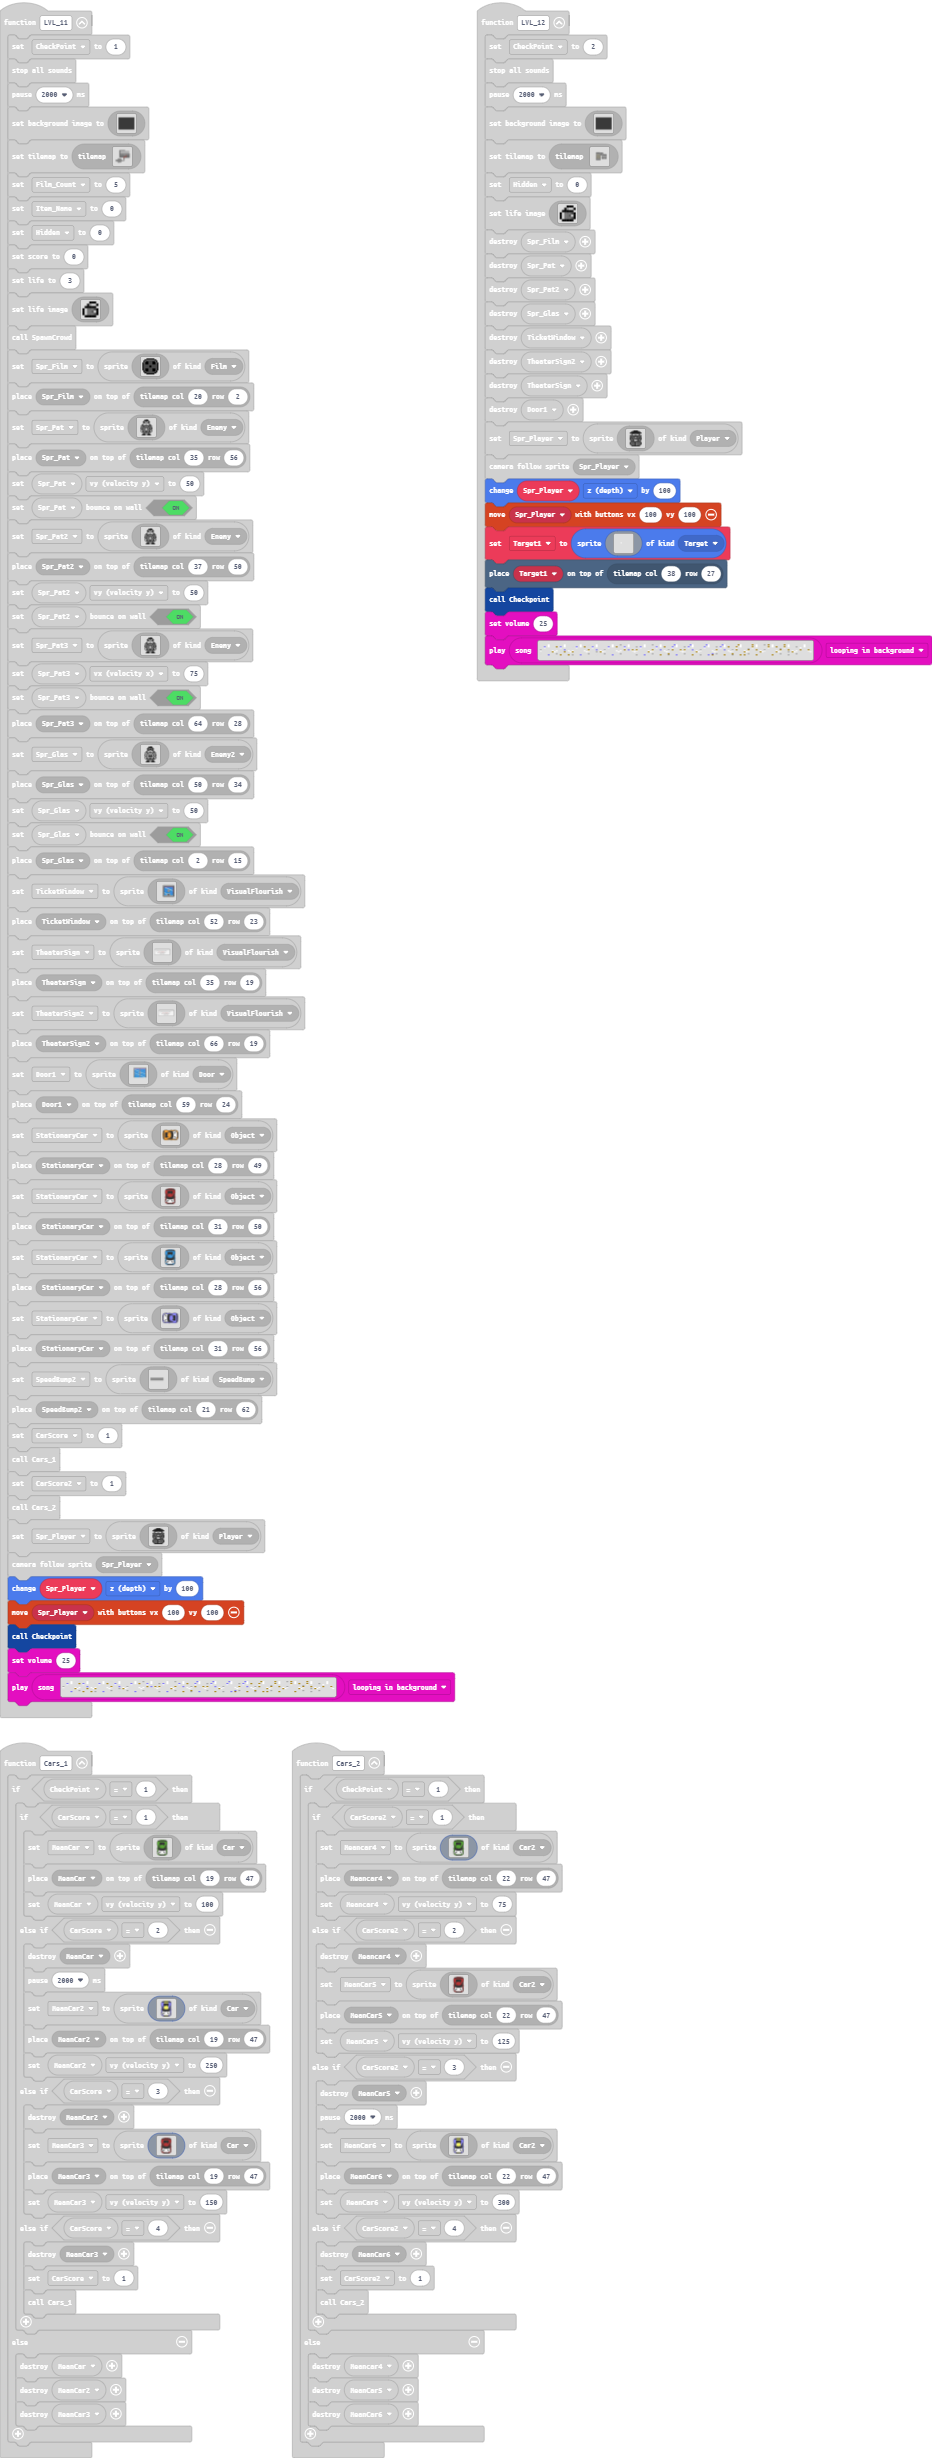 function LVL_11
set CheckPoint to 1
stop all sounds
pause 2000 ms
set background image to
set tilemap to tilemap
set Film_Count to 5
set Item_Done to 0
set Hidden to 0
set score to 0
set life to 3
set life image
call SpawnCrowd
set Spr_Film to sprite of kind Film
place Spr_Film on top of tilemap col 20 row 2
set Spr_Pat to sprite of kind Enemy
place Spr_Pat on top of tilemap col 35 row 56
set Spr_Pat vy (velocity y) to 50
set Spr_Pat bounce on wall ON
set Spr_Pat2 to sprite of kind Enemy
place Spr_Pat2 on top of tilemap col 37 row 50
set Spr_Pat2 vy (velocity y) to 50
set Spr_Pat2 bounce on wall ON
set Spr_Pat3 to sprite of kind Enemy
set Spr_Pat3 vx (velocity x) to 75
set Spr_Pat3 bounce on wall ON
place Spr_Pat3 on top of tilemap col 64 row 28
set Spr_Glas to sprite of kind Enemy2
place Spr_Glas on top of tilemap col 50 row 34
set Spr_Glas vy (velocity y) to 50
set Spr_Glas bounce on wall ON
place Spr_Glas on top of tilemap col 2 row 15
set TicketWindow to sprite of kind VisualFlourish
place TicketWindow on top of tilemap col 52 row 23
set TheaterSign to sprite of kind VisualFlourish
place TheaterSign on top of tilemap col 35 row 19
set TheaterSign2 to sprite of kind VisualFlourish
place TheaterSign2 on top of tilemap col 66 row 19
set Door1 to sprite of kind Door
place Door1 on top of tilemap col 59 row 24
set StationaryCar to sprite of kind Object
place StationaryCar on top of tilemap col 28 row 49
set StationaryCar to sprite of kind Object
place StationaryCar on top of tilemap col 31 row 50
set StationaryCar to sprite of kind Object
place StationaryCar on top of tilemap col 28 row 56
set StationaryCar to sprite of kind Object
place StationaryCar on top of tilemap col 31 row 56
set SpeedBump2 to sprite of kind SpeedBump
place SpeedBump2 on top of tilemap col 21 row 62
set CarScore to 1
call Cars_1
set CarScore2 to 1
call Cars_2
set Spr_Player to sprite of kind Player
camera follow sprite Spr_Player
change Spr_Player z (depth) by 100
move Spr_Player with buttons vx 100 vy 100
call Checkpoint
set volume 25
play song looping in background
function LVL_12
set CheckPoint to 2
stop all sounds
pause 2000 ms
set background image to
set tilemap to tilemap
set Hidden to 0
set life image
destroy Spr_Film
destroy Spr_Pat
destroy Spr_Pat2
destroy Spr_Glas
destroy TicketWindow
destroy TheaterSign2
destroy TheaterSign
destroy Door1
set Spr_Player to sprite of kind Player
camera follow sprite Spr_Player
change Spr_Player z (depth) by 100
move Spr_Player with buttons vx 100 vy 100
set Target1 to sprite of kind Target
place Target1 on top of tilemap col 38 row 27
call Checkpoint
set volume 25
play song looping in background
function Cars_1
if CheckPoint = 1 then
if CarScore = 1 then
set RoanCar to sprite of kind Car
place RoanCar on top of tilemap col 19 row 47
set RoanCar vy (velocity y) to 100
else if CarScore = 2 then
destroy RoanCar
pause 2000 ms
set RoanCar2 to sprite of kind Car
place RoanCar2 on top of tilemap col 19 row 47
set RoanCar2 vy (velocity y) to 250
else if CarScore = 3 then
destroy RoanCar2
set RoanCar3 to sprite of kind Car
place RoanCar3 on top of tilemap col 19 row 47
set RoanCar3 vy (velocity y) to 150
else if CarScore = 4 then
destroy RoanCar3
set CarScore to 1
call Cars_1
else
destroy RoanCar
destroy RoanCar2
destroy RoanCar3
function Cars_2
if CheckPoint = 1 then
if CarScore2 = 1 then
set Roancar4 to sprite of kind Car2
place Roancar4 on top of tilemap col 22 row 47
set Roancar4 vy (velocity y) to 75
else if CarScore2 = 2 then
destroy Roancar4
set RoanCar5 to sprite of kind Car2
place RoanCar5 on top of tilemap col 22 row 47
set RoanCar5 vy (velocity y) to 125
else if CarScore2 = 3 then
destroy RoanCar5
pause 2000 ms
set RoanCar6 to sprite of kind Car2
place RoanCar6 on top of tilemap col 22 row 47
set RoanCar6 vy (velocity y) to 300
else if CarScore2 = 4 then
destroy RoanCar6
set CarScore2 to 1
call Cars_2
else
destroy Roancar4
destroy RoanCar5
destroy RoanCar6